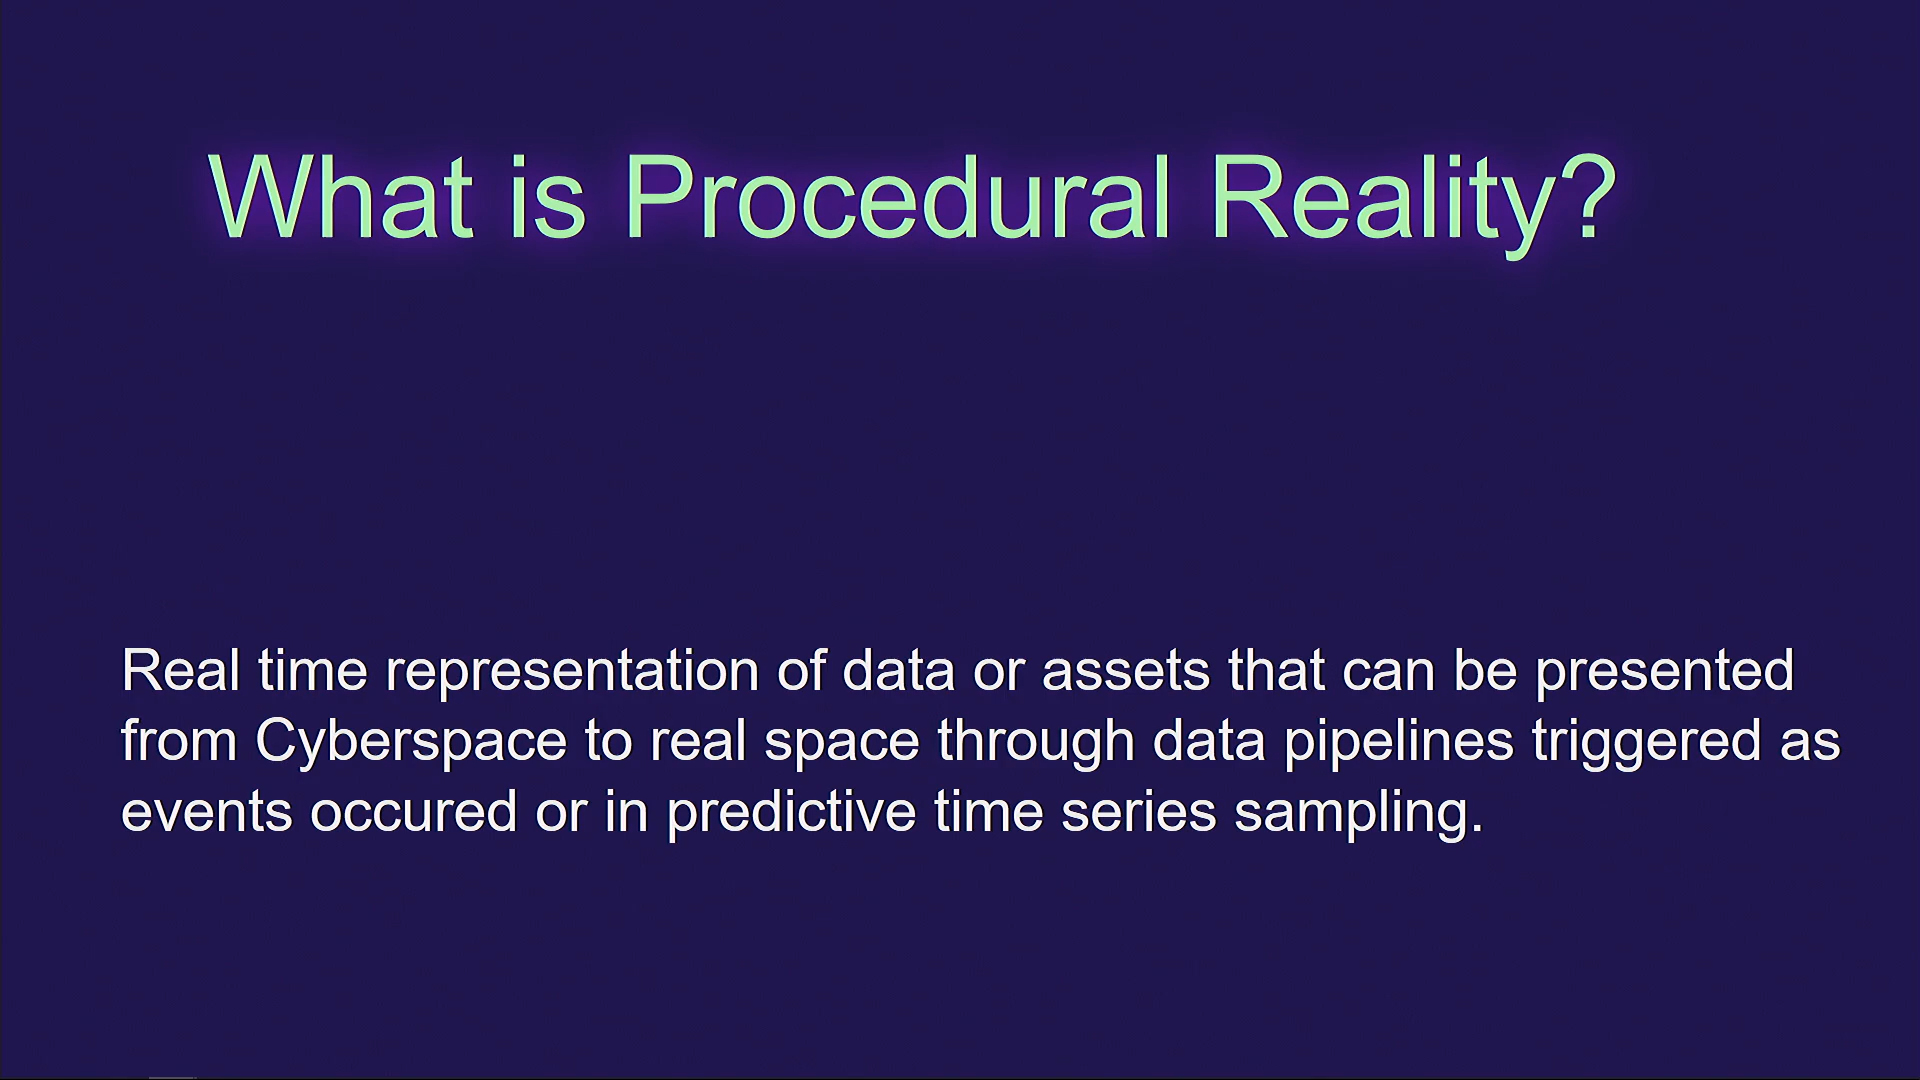 What is Procedural Reality?
Real time representation of data or assets that can be presented
from Cyberspace to real space through data pipelines triggered as
events occured or in predictive time series sampling.